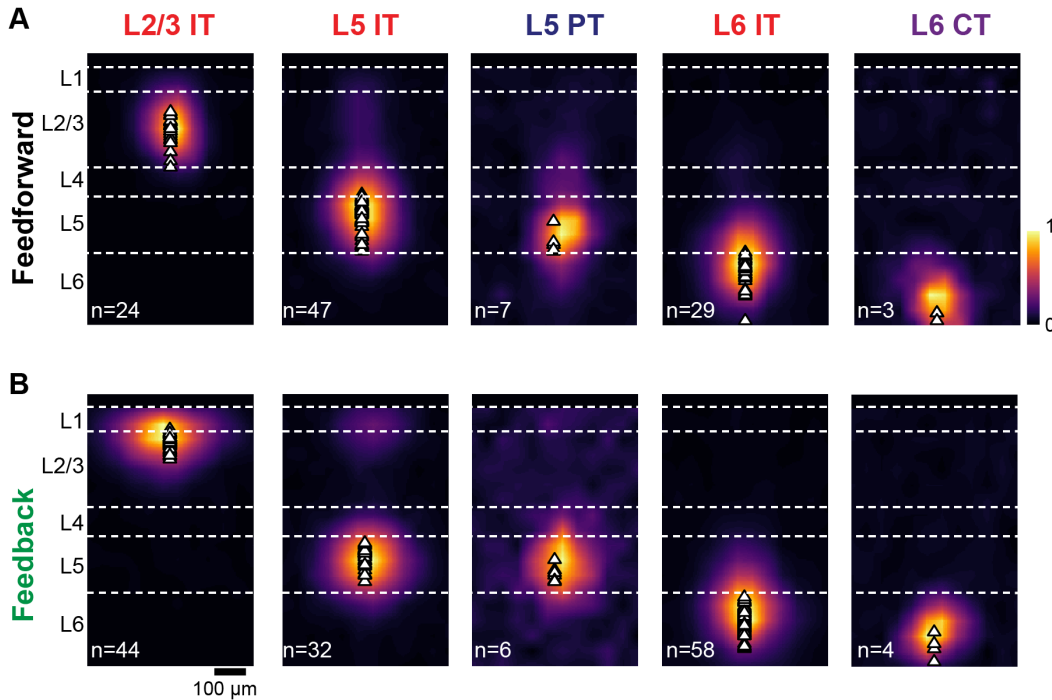 A
L2/3 IT
L5 IT
L5 PT
L6 IT
L6 CT
Feedforward
L1
L2/3
L4
L5
L6
n=24
n=47
n=7
n=29
n=3
1
0
B
Feedback
L1
L2/3
L4
L5
L6
n=44
n=32
n=6
n=58
n=4
100 µm